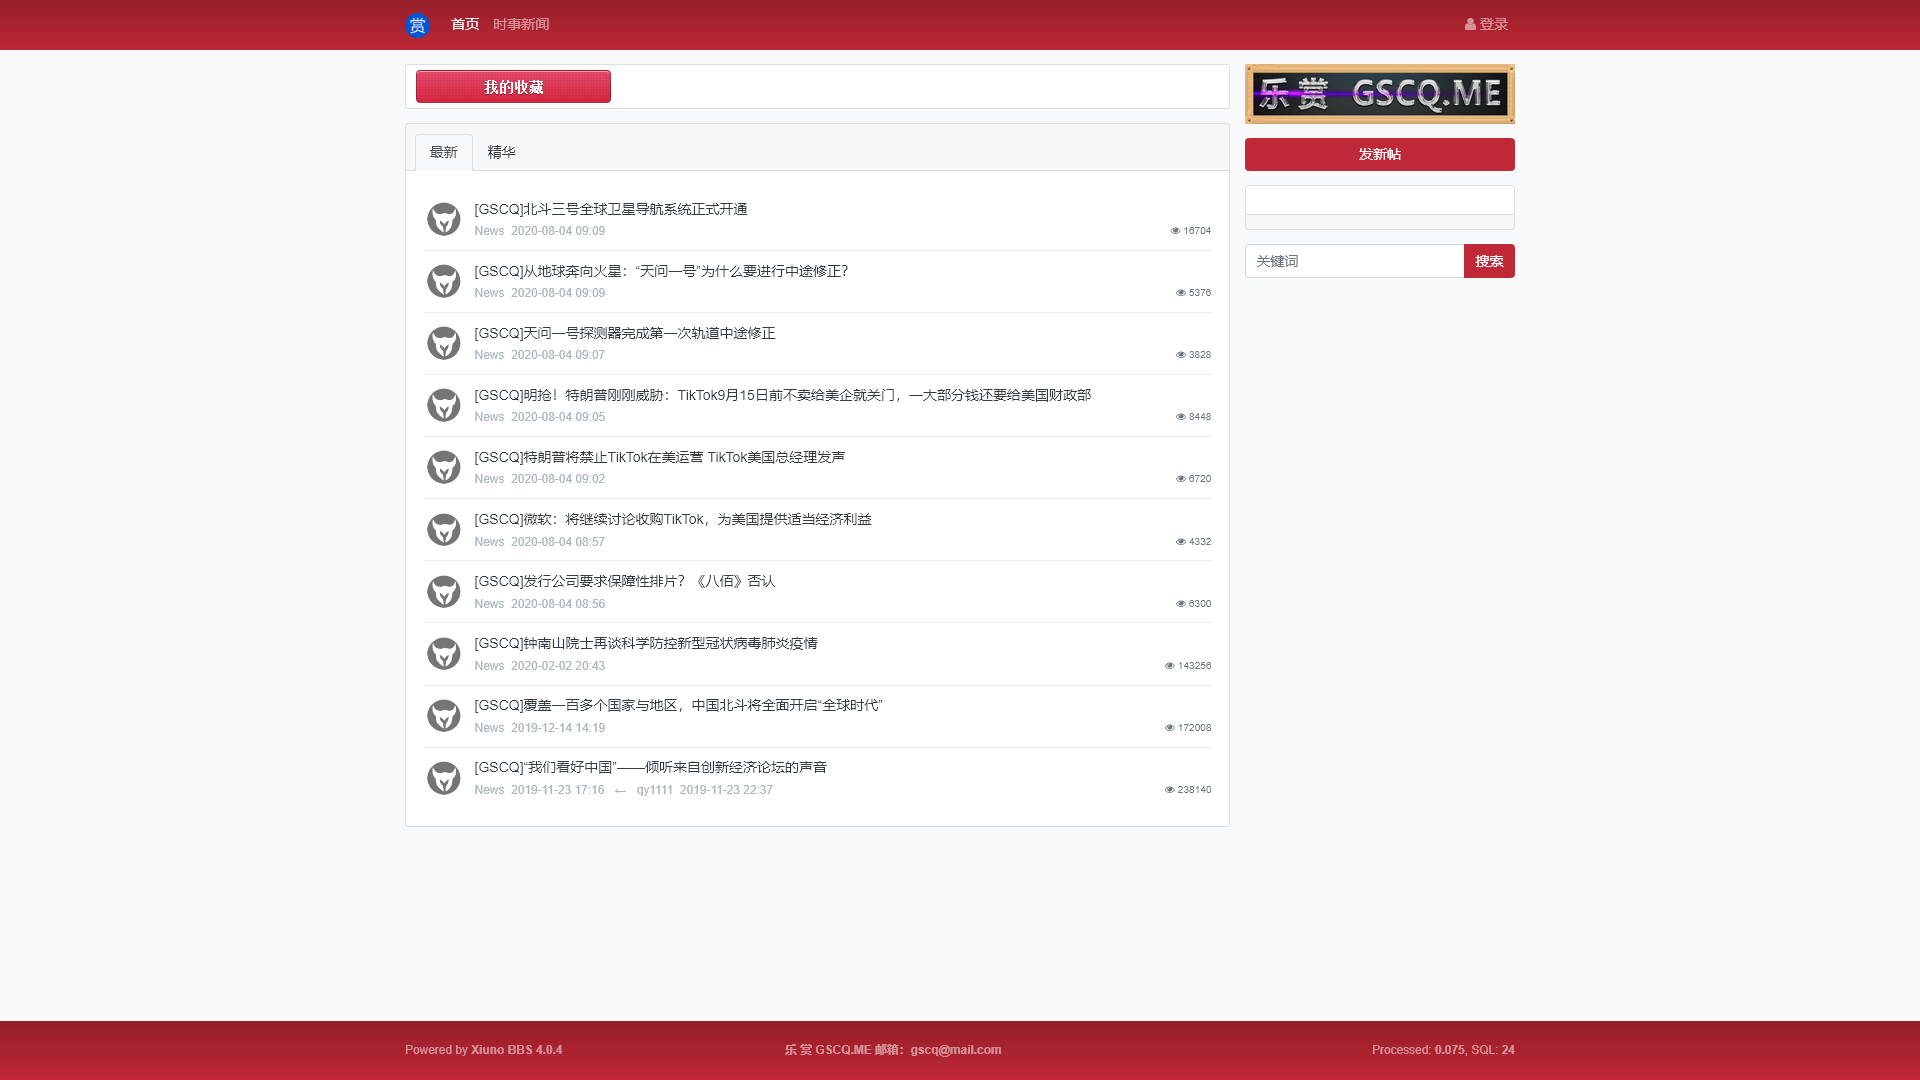 赏 首页 时事新闻 登录
我的收藏
乐 赏 GSCQ.ME
最新 精华
发新帖
[GSCQ]北斗三号全球卫星导航系统正式开通
News 2020-08-04 09:09 16704
关键词 搜索
[GSCQ]从地球奔向火星：“天问一号”为什么要进行中途修正？
News 2020-08-04 09:09 5376
[GSCQ]天问一号探测器完成第一次轨道中途修正
News 2020-08-04 09:07 3828
[GSCQ]明抢！特朗普刚刚威胁：TikTok9月15日前不卖给美企就关门，一大部分钱还要给美国财政部
News 2020-08-04 09:05 8448
[GSCQ]特朗普将禁止TikTok在美运营 TikTok美国总经理发声
News 2020-08-04 09:02 6720
[GSCQ]微软：将继续讨论收购TikTok，为美国提供适当经济利益
News 2020-08-04 08:57 4332
[GSCQ]发行公司要求保障性排片？《八佰》否认
News 2020-08-04 08:56 6300
[GSCQ]钟南山院士再谈科学防控新型冠状病毒肺炎疫情
News 2020-02-02 20:43 143256
[GSCQ]覆盖一百多个国家与地区，中国北斗将全面开启“全球时代”
News 2019-12-14 14:19 172008
[GSCQ]“我们看好中国”——倾听来自创新经济论坛的声音
News 2019-11-23 17:16 ← qy1111 2019-11-23 22:37 238140
Powered by Xiuno BBS 4.0.4 乐 赏 GSCQ.ME 邮箱：gscq@mail.com Processed: 0.075, SQL: 24